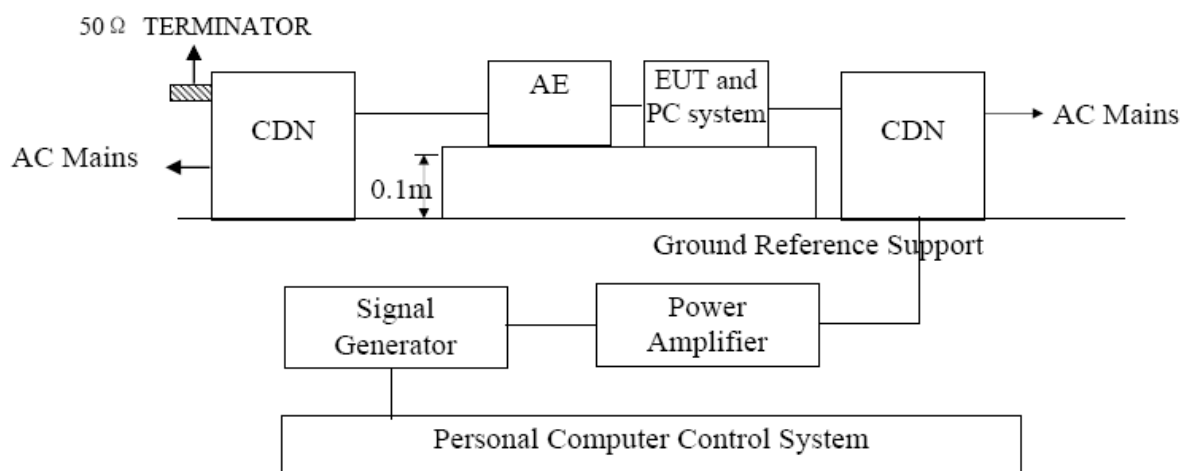 50 Ω TERMINATOR
AE
EUT and
PC system
CDN
CDN
AC Mains
AC Mains
0.1m
Ground Reference Support
Signal
Generator
Power
Amplifier
Personal Computer Control System